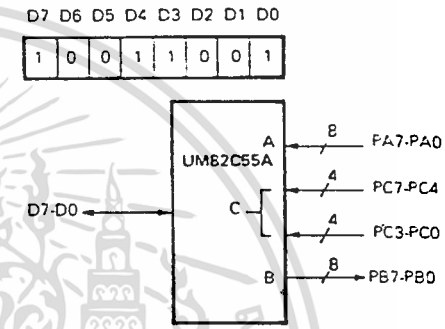 D7 D6 D5 D4 D3 D2 D1 D0
1 0 0 1 1 0 0 1
A 8 PA7-PA0
UM82C55A
4 PC7-PC4
D7-D0 C
4 PC3-PC0
B 8 PB7-PB0